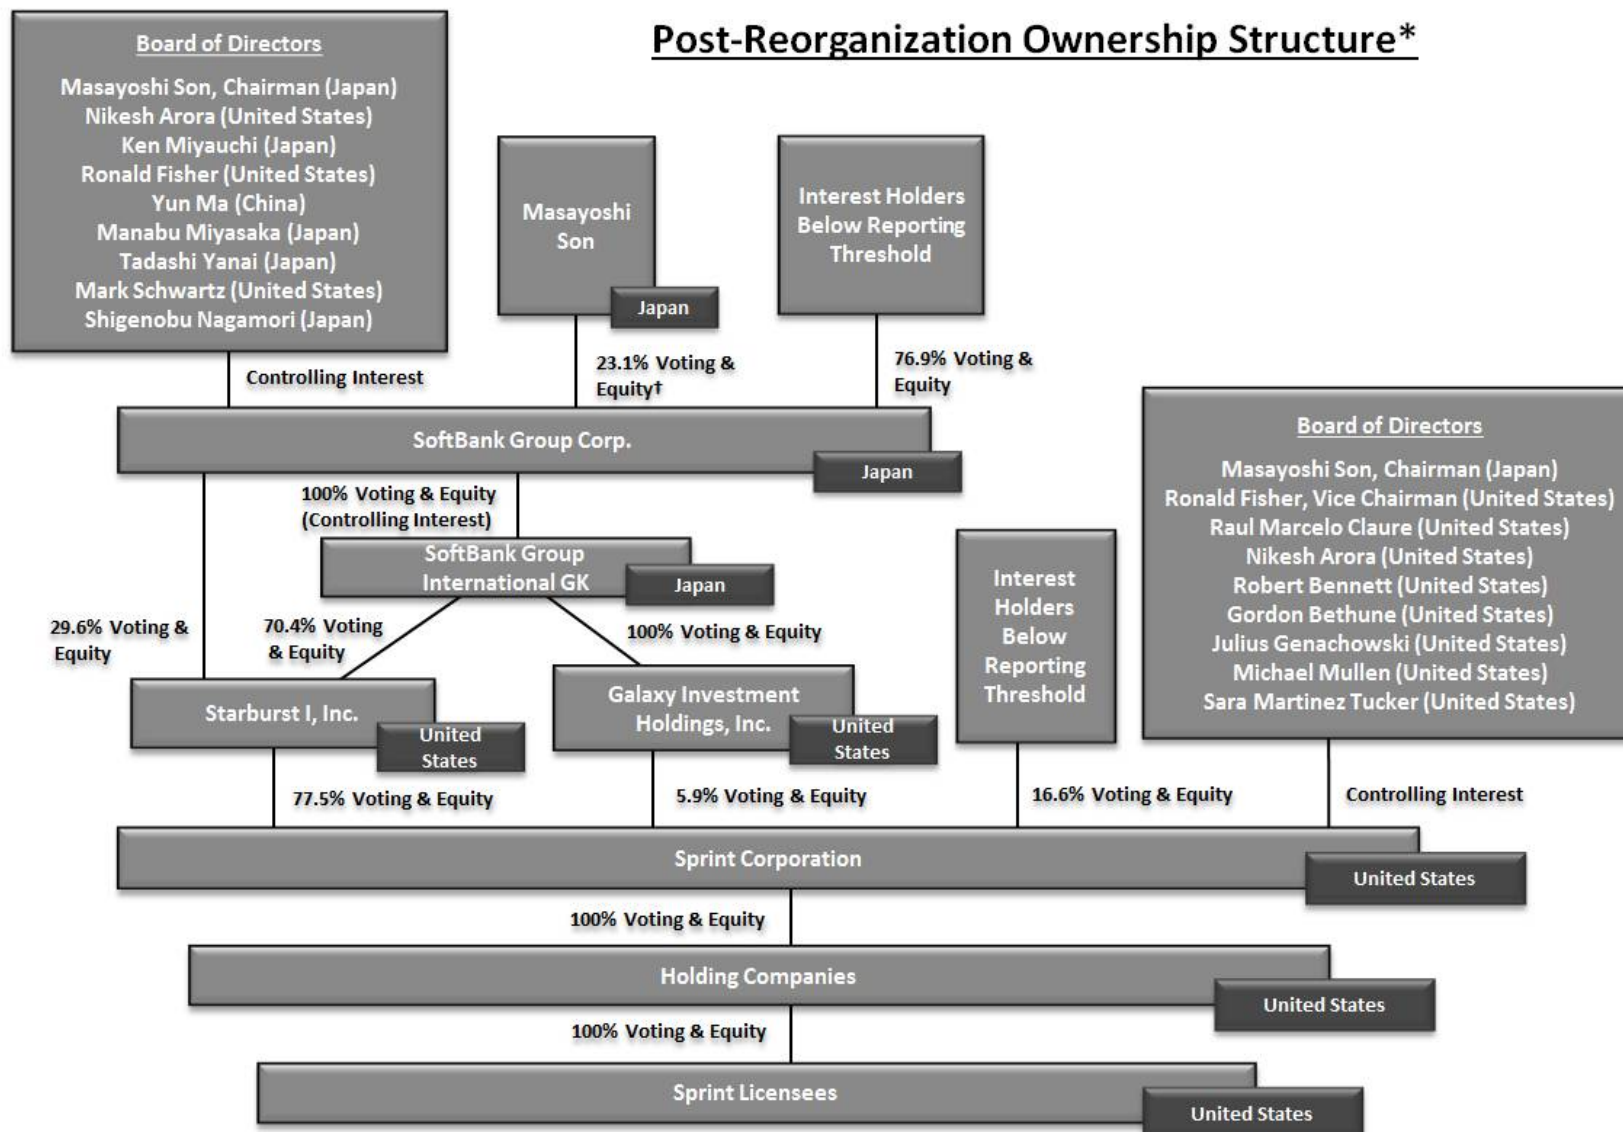 Post-Reorganization Ownership Structure*
Board of Directors
Masayoshi Son, Chairman (Japan)
Nikesh Arora (United States)
Ken Miyauchi (Japan)
Ronald Fisher (United States)
Yun Ma (China)
Manabu Miyasaka (Japan)
Tadashi Yanai (Japan)
Mark Schwartz (United States)
Shigenobu Nagamori (Japan)
Masayoshi
Son
Japan
Interest Holders
Below Reporting
Threshold
Controlling Interest
23.1% Voting &
Equity†
76.9% Voting &
Equity
SoftBank Group Corp.
Japan
Board of Directors
Masayoshi Son, Chairman (Japan)
Ronald Fisher, Vice Chairman (United States)
Raul Marcelo Claure (United States)
Nikesh Arora (United States)
Robert Bennett (United States)
Gordon Bethune (United States)
Julius Genachowski (United States)
Michael Mullen (United States)
Sara Martinez Tucker (United States)
100% Voting & Equity
(Controlling Interest)
SoftBank Group
International GK
Japan
Interest
Holders
Below
Reporting
Threshold
29.6% Voting &
Equity
70.4% Voting
& Equity
100% Voting & Equity
Starburst I, Inc.
United
States
Galaxy Investment
Holdings, Inc.
United
States
77.5% Voting & Equity
5.9% Voting & Equity
16.6% Voting & Equity
Controlling Interest
Sprint Corporation
United States
100% Voting & Equity
Holding Companies
United States
100% Voting & Equity
Sprint Licensees
United States